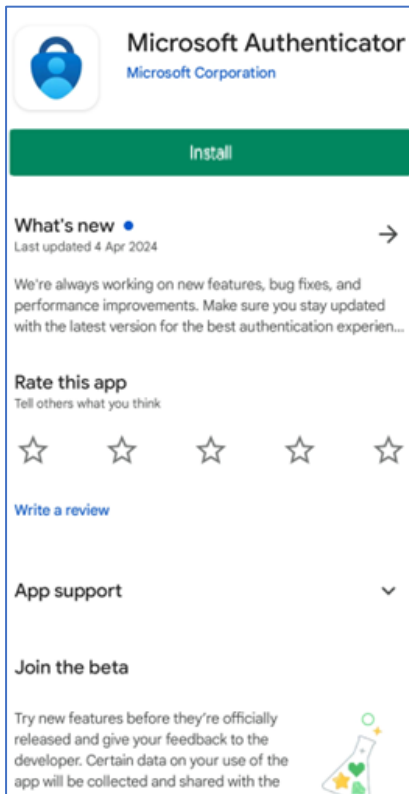 Microsoft Authenticator
Microsoft Corporation
Install
What's new
Last updated 4 Apr 2024
We're always working on new features, bug fixes, and
performance improvements. Make sure you stay updated
with the latest version for the best authentication experien...
Rate this app
Tell others what you think
Write a review
App support
Join the beta
Try new features before they're officially
released and give your feedback to the
developer. Certain data on your use of the
app will be collected and shared with the